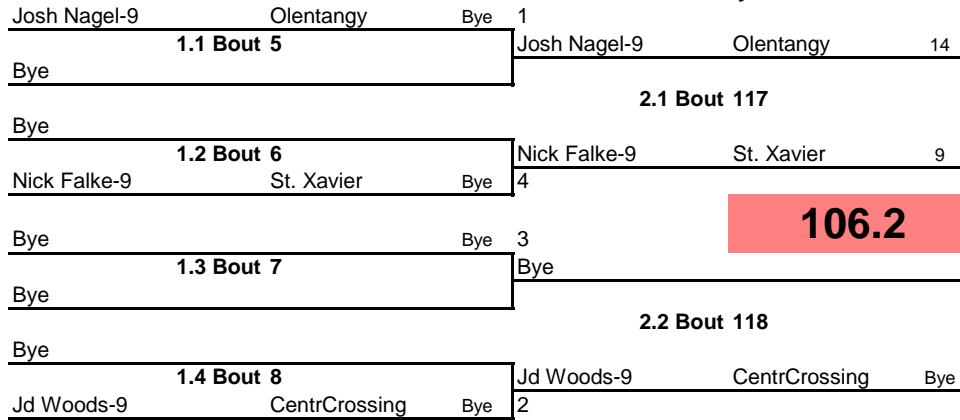 Josh Nagel-9 Olentangy Bye 1
1.1 Bout 5 Josh Nagel-9 Olentangy 14
Bye
2.1 Bout 117
Bye
1.2 Bout 6 Nick Falke-9 St. Xavier 9
Nick Falke-9 St. Xavier Bye 4
106.2
Bye Bye 3
1.3 Bout 7 Bye
Bye
2.2 Bout 118
Bye
1.4 Bout 8 Jd Woods-9 CentrCrossing Bye
Jd Woods-9 CentrCrossing Bye 2